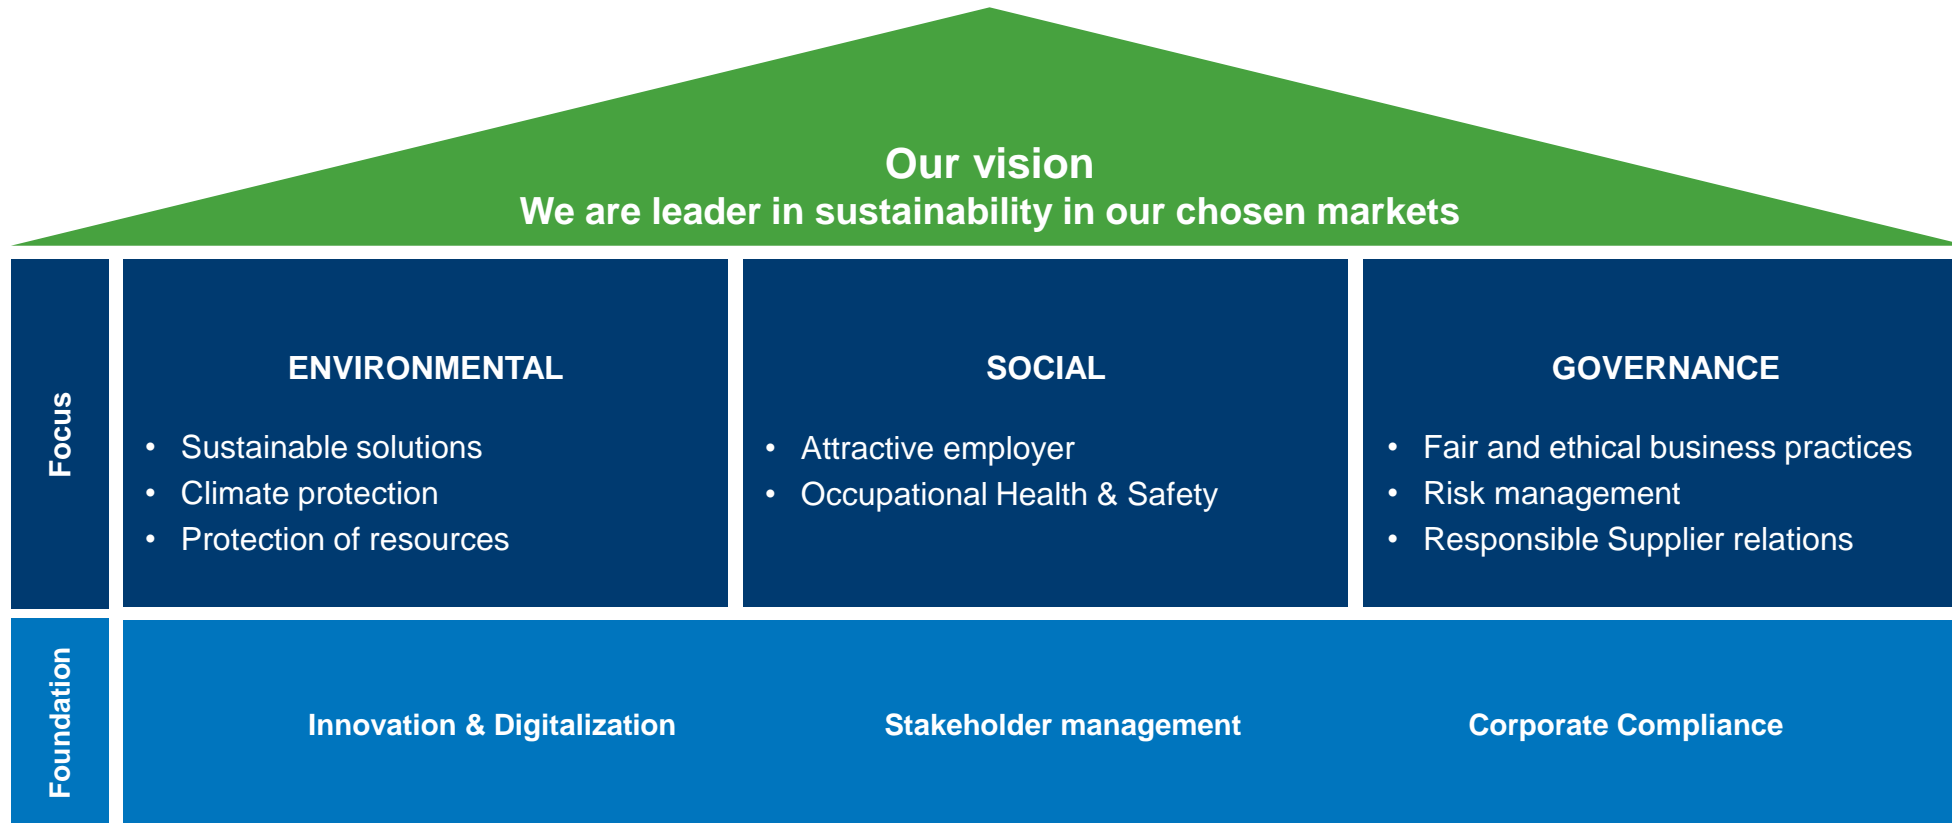 Our vision
We are leader in sustainability in our chosen markets
Focus
ENVIRONMENTAL
• Sustainable solutions
• Climate protection
• Protection of resources
SOCIAL
• Attractive employer
• Occupational Health & Safety
GOVERNANCE
• Fair and ethical business practices
• Risk management
• Responsible Supplier relations
Foundation
Innovation & Digitalization
Stakeholder management
Corporate Compliance